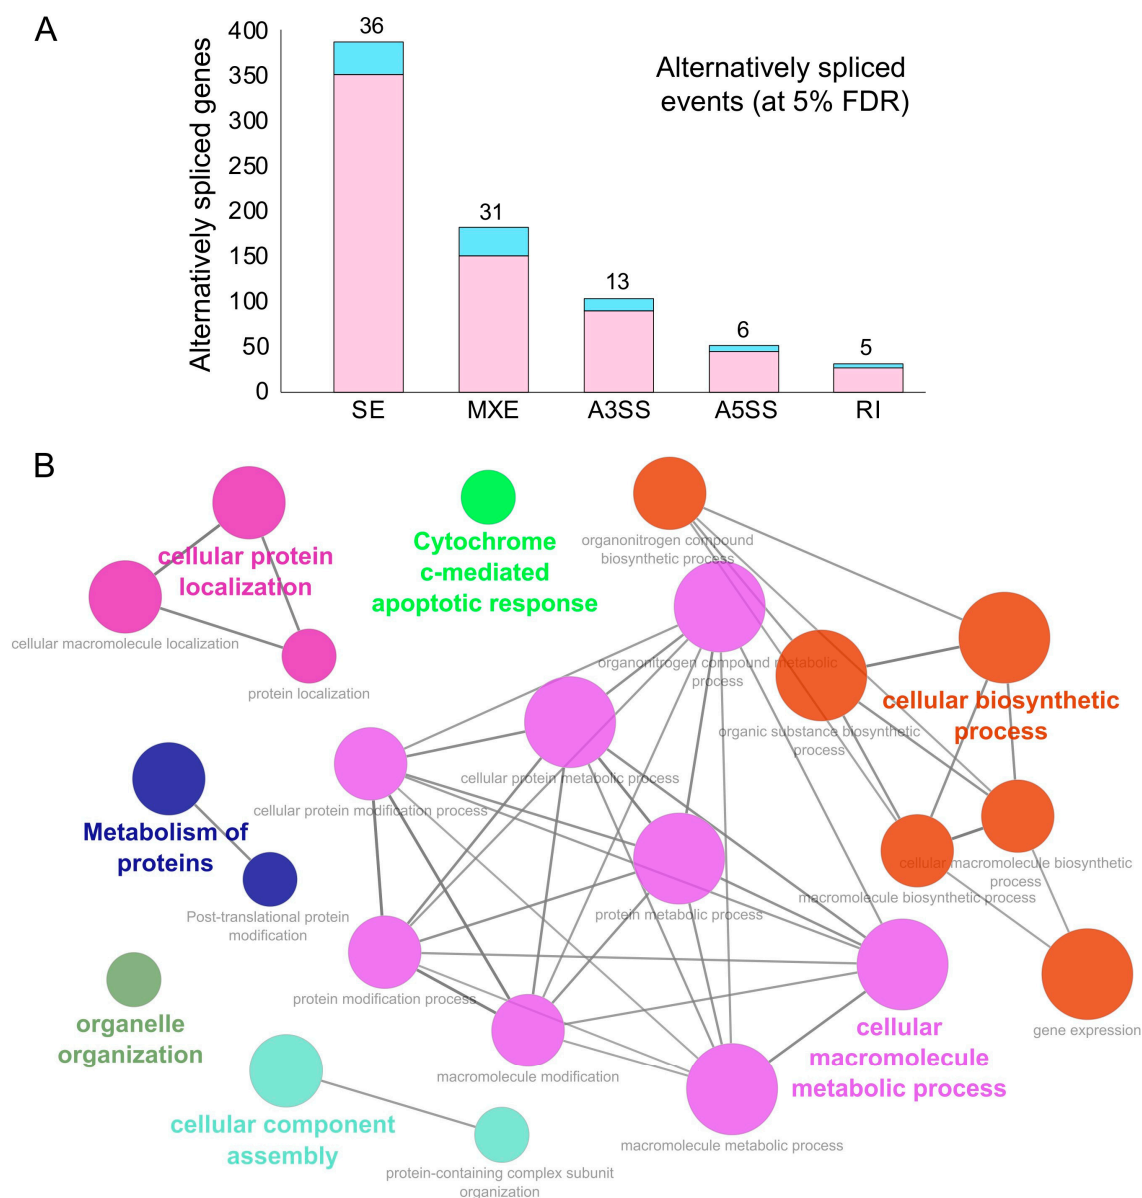 A
400
350
300
250
200
150
100
50
0
Alternatively spliced genes
Alternatively spliced
events (at 5% FDR)
36
31
13
6
5
SE
MXE
A3SS
A5SS
RI
B
cellular protein
localization
cellular macromolecule localization
protein localization
Cytochrome
c-mediated
apoptotic response
organonitrogen compound
biosynthetic process
organonitrogen compound metabolic
process
cellular biosynthetic
process
organic substance biosynthetic
process
cellular protein metabolic process
cellular protein modification process
Metabolism of
proteins
Post-translational protein
modification
cellular macromolecule biosynthetic
process
macromolecule biosynthetic process
protein metabolic process
protein modification process
organelle
organization
cellular
macromolecule
metabolic process
gene expression
macromolecule modification
cellular component
assembly
macromolecule metabolic process
protein-containing complex subunit
organization